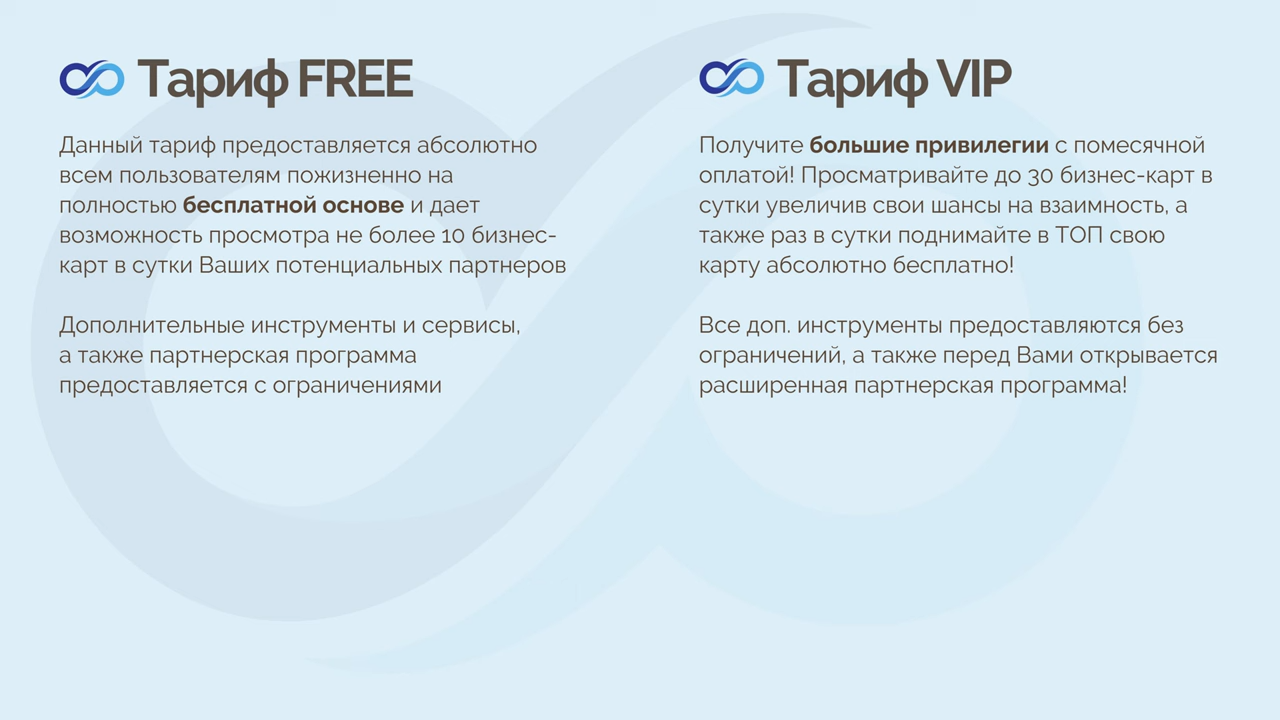 Тариф FREE
Данный тариф предоставляется абсолютно
всем пользователям пожизненно на
полностью бесплатной основе и дает
возможность просмотра не более 10 бизнес-
карт в сутки Ваших потенциальных партнеров
Дополнительные инструменты и сервисы,
а также партнерская программа
предоставляется с ограничениями
Тариф VIP
Получите большие привилегии с помесячной
оплатой! Просматривайте до 30 бизнес-карт в
сутки увеличив свои шансы на взаимность, а
также раз в сутки поднимайте в ТОП свою
карту абсолютно бесплатно!
Все доп. инструменты предоставляются без
ограничений, а также перед Вами открывается
расширенная партнерская программа!